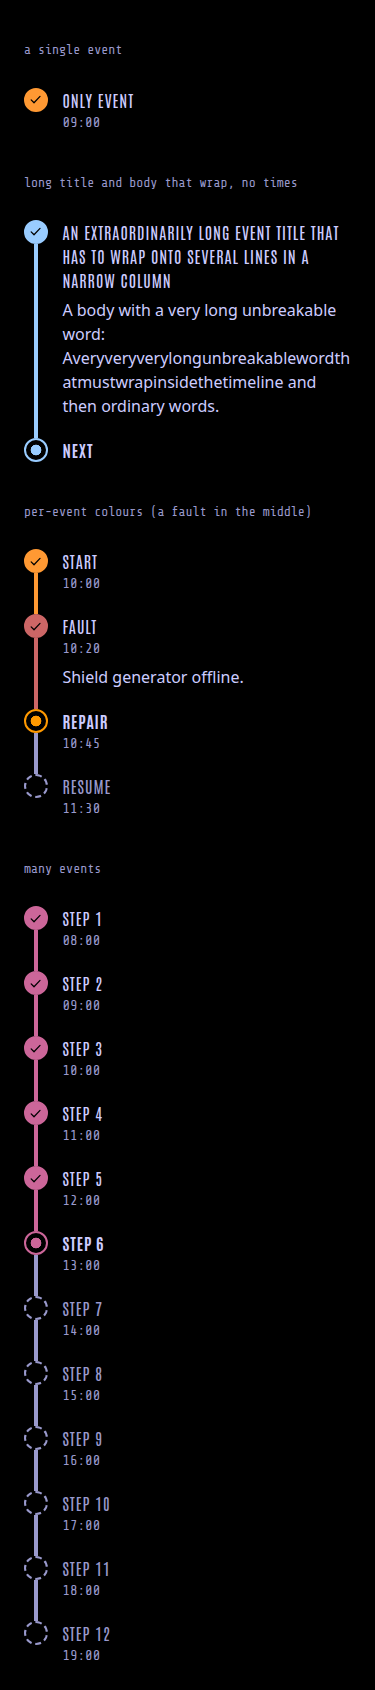 a single event
ONLY EVENT
09:00
long title and body that wrap, no times
AN EXTRAORDINARILY LONG EVENT TITLE THAT
HAS TO WRAP ONTO SEVERAL LINES IN A
NARROW COLUMN
A body with a very long unbreakable
word:
Averyveryverylongunbreakablewordth
atmustwrapinsidethetimeline and
then ordinary words.
NEXT
per-event colours (a fault in the middle)
START
10:00
FAULT
10:20
Shield generator offline.
REPAIR
10:45
RESUME
11:30
many events
STEP 1
08:00
STEP 2
09:00
STEP 3
10:00
STEP 4
11:00
STEP 5
12:00
STEP 6
13:00
STEP 7
14:00
STEP 8
15:00
STEP 9
16:00
STEP 10
17:00
STEP 11
18:00
STEP 12
19:00